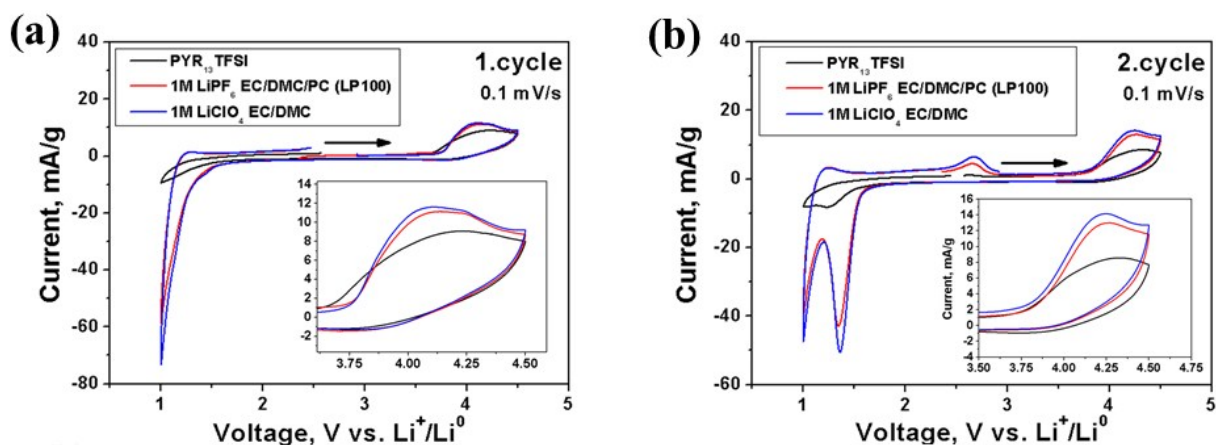 (a)
40
20
0
-20
-40
-60
-80
Current, mA/g
PYR₁₃TFSI
1M LiPF₆ EC/DMC/PC (LP100)
1M LiClO₄ EC/DMC
1.cycle
0.1 mV/s
14
12
10
8
6
4
2
0
-2
3.75 4.00 4.25 4.50
1 2 3 4 5
Voltage, V vs. Li⁺/Li⁰
(b)
40
20
0
-20
-40
-60
Current, mA/g
PYR₁₃TFSI
1M LiPF₆ EC/DMC/PC (LP100)
1M LiClO₄ EC/DMC
2.cycle
0.1 mV/s
Current, mA/g
16
14
12
10
8
6
4
2
0
-2
-4
3.50 3.75 4.00 4.25 4.50 4.75
1 2 3 4 5
Voltage, V vs. Li⁺/Li⁰